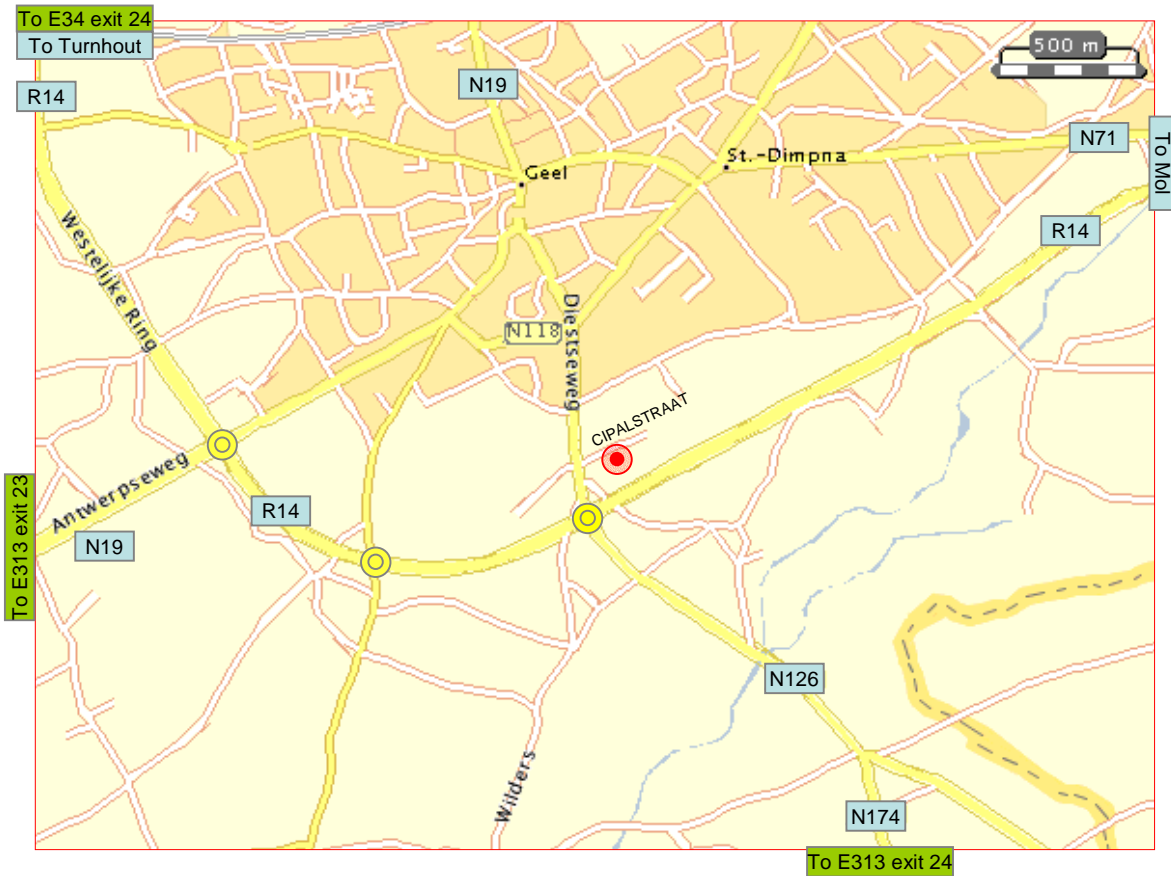 To E34 exit 24
To Turnhout
500 m
R14
N19
N71
To Mol
St.-Dimpna
Geel
R14
Westelijke Ring
Diestseweg
N118
CIPALSTRAAT
Antwerpseweg
R14
N19
To E313 exit 23
N126
Wilders
N174
To E313 exit 24